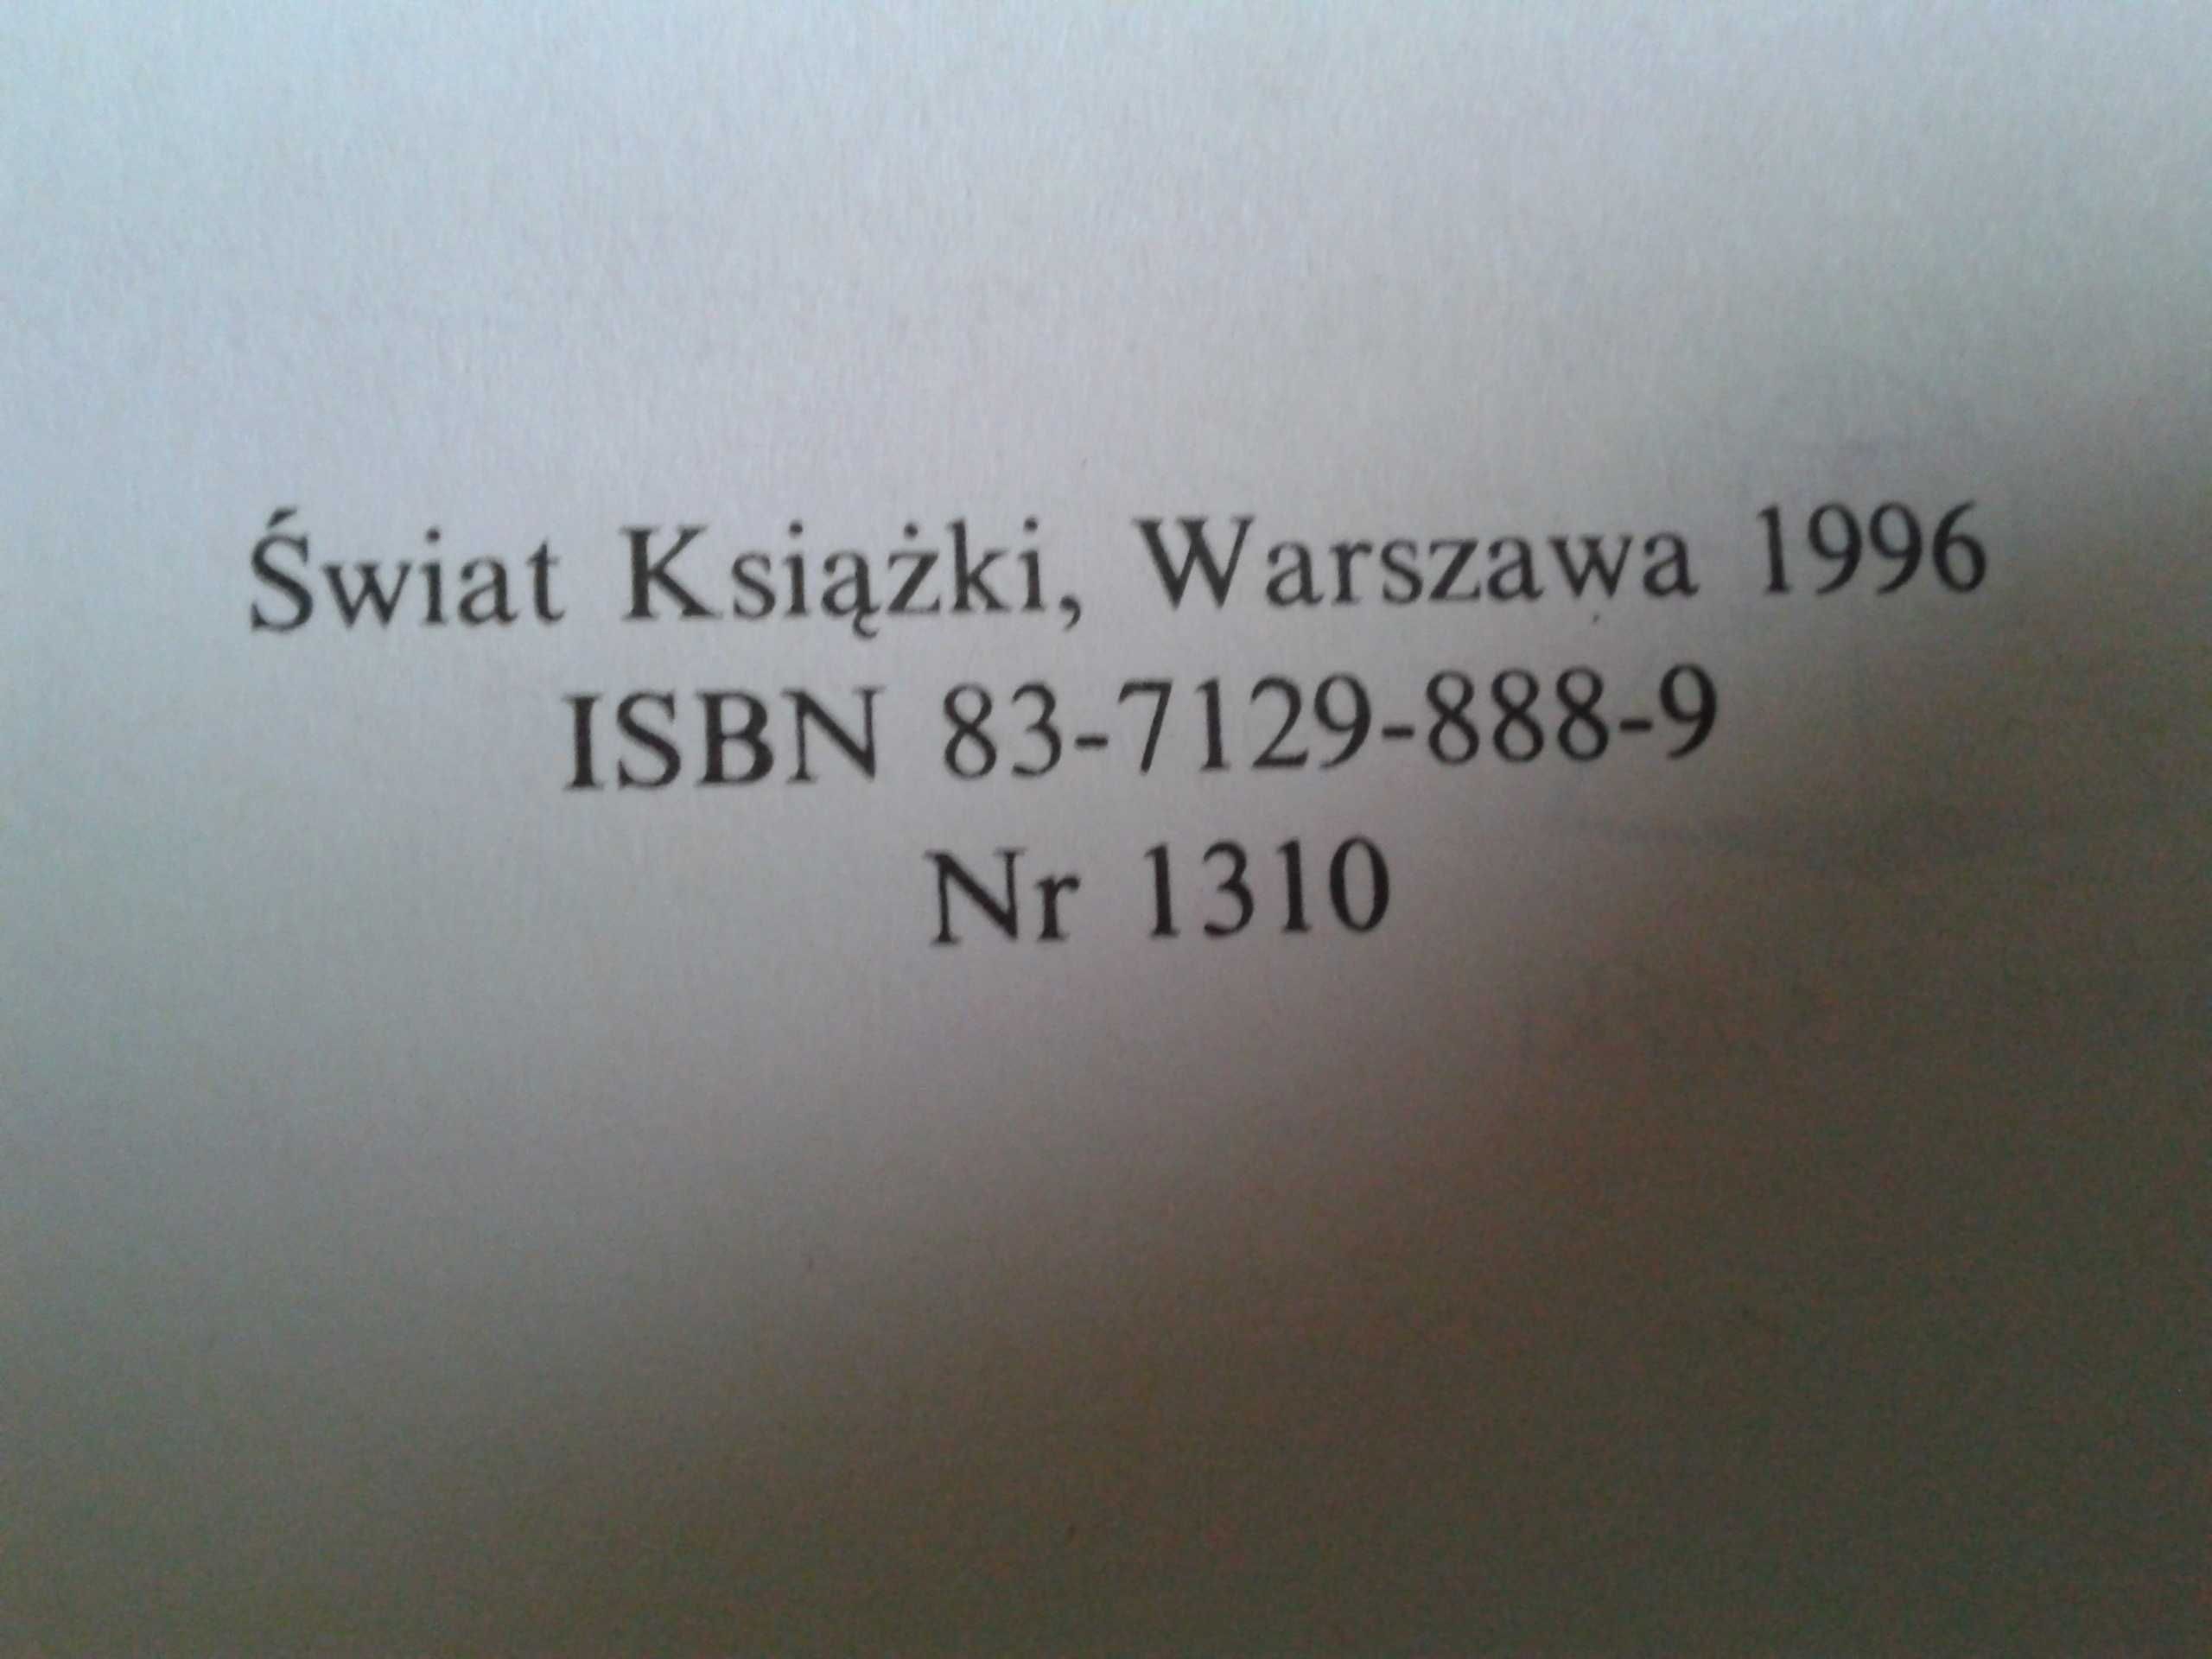 Świat Książki, Warszawa 1996
ISBN 83-7129-888-9
Nr 1310